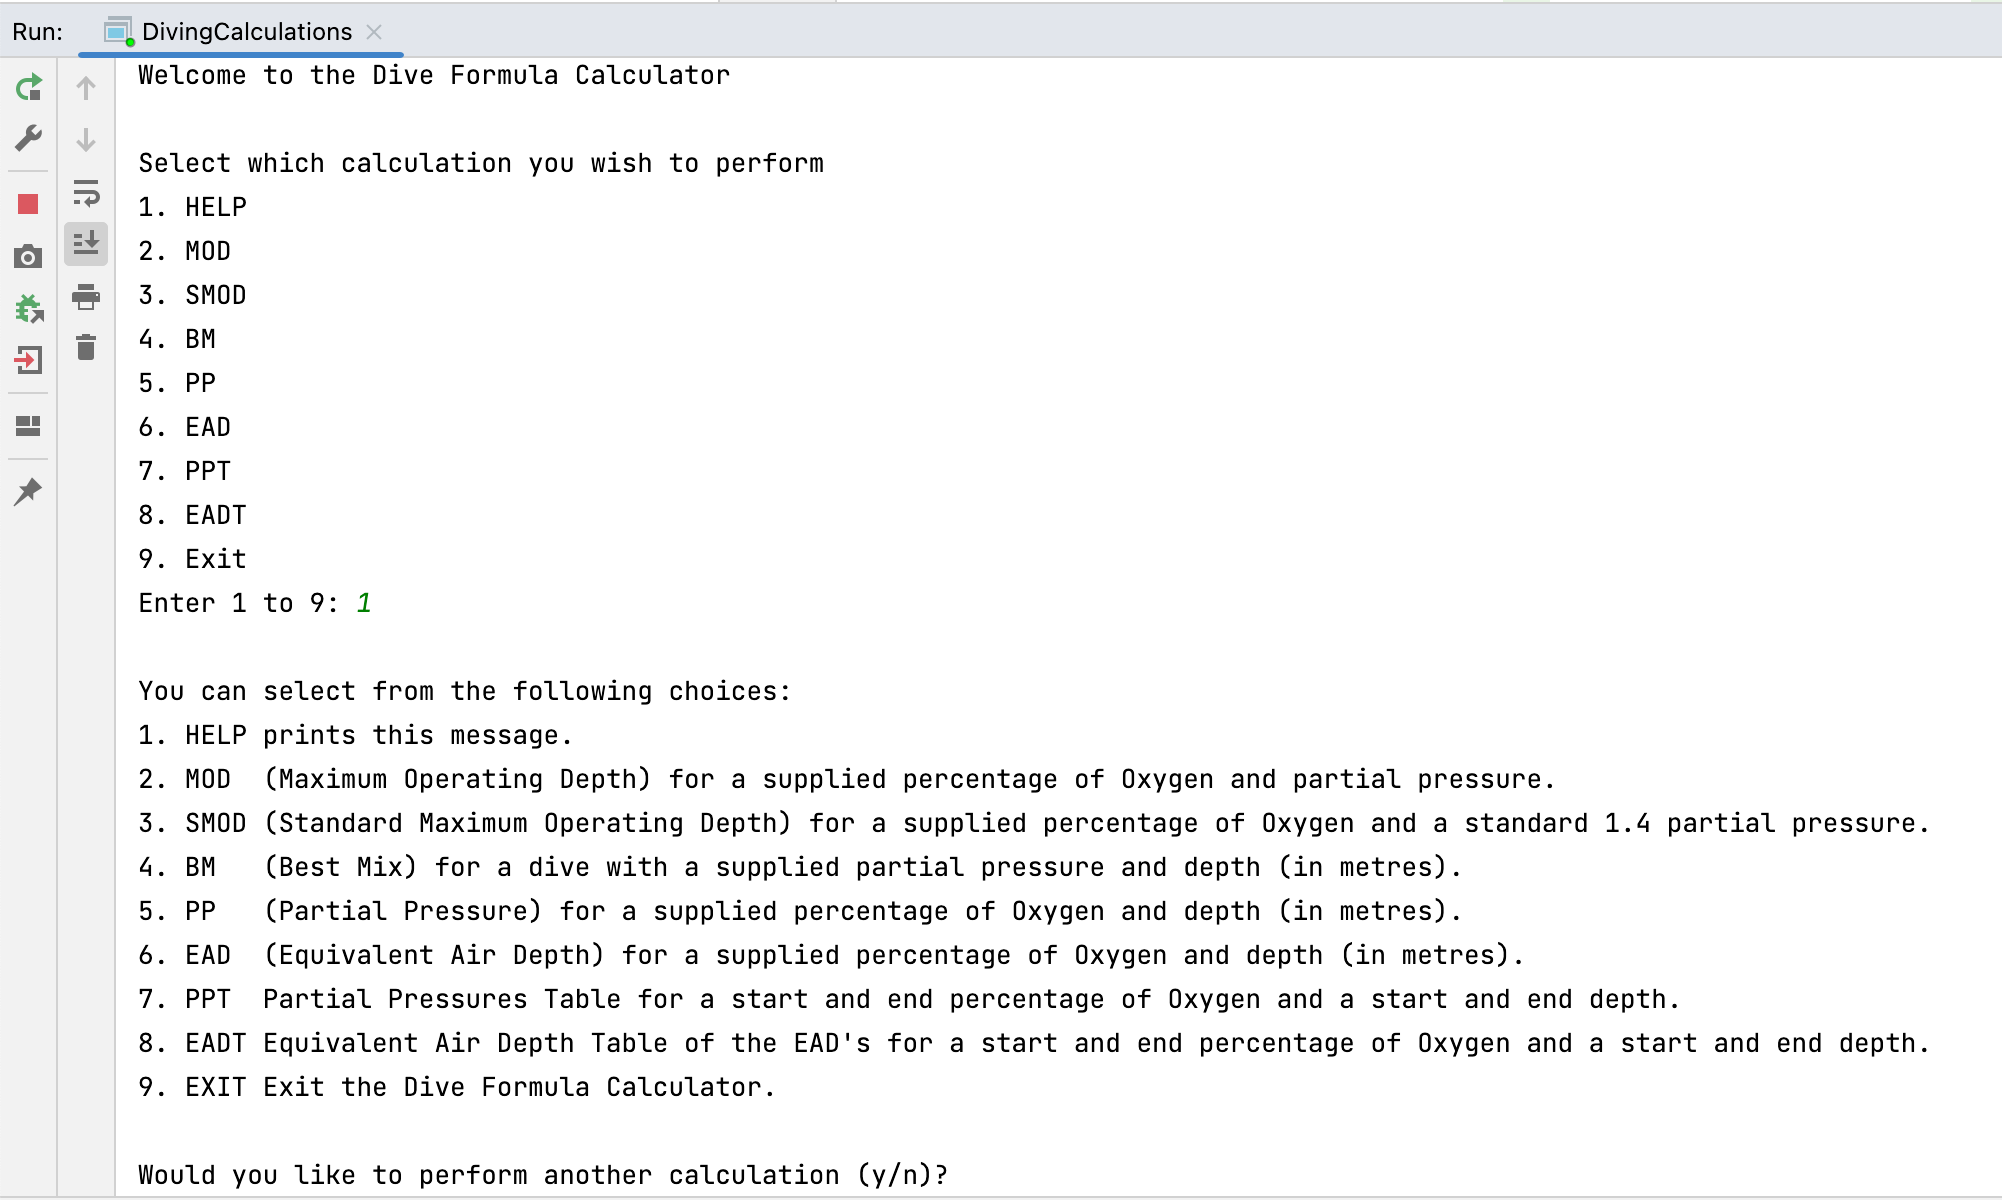 Run: DivingCalculations
Welcome to the Dive Formula Calculator
Select which calculation you wish to perform
1. HELP
2. MOD
3. SMOD
4. BM
5. PP
6. EAD
7. PPT
8. EADT
9. Exit
Enter 1 to 9: 1
You can select from the following choices:
1. HELP prints this message.
2. MOD  (Maximum Operating Depth) for a supplied percentage of Oxygen and partial pressure.
3. SMOD (Standard Maximum Operating Depth) for a supplied percentage of Oxygen and a standard 1.4 partial pressure.
4. BM   (Best Mix) for a dive with a supplied partial pressure and depth (in metres).
5. PP   (Partial Pressure) for a supplied percentage of Oxygen and depth (in metres).
6. EAD  (Equivalent Air Depth) for a supplied percentage of Oxygen and depth (in metres).
7. PPT  Partial Pressures Table for a start and end percentage of Oxygen and a start and end depth.
8. EADT Equivalent Air Depth Table of the EAD's for a start and end percentage of Oxygen and a start and end depth.
9. EXIT Exit the Dive Formula Calculator.
Would you like to perform another calculation (y/n)?